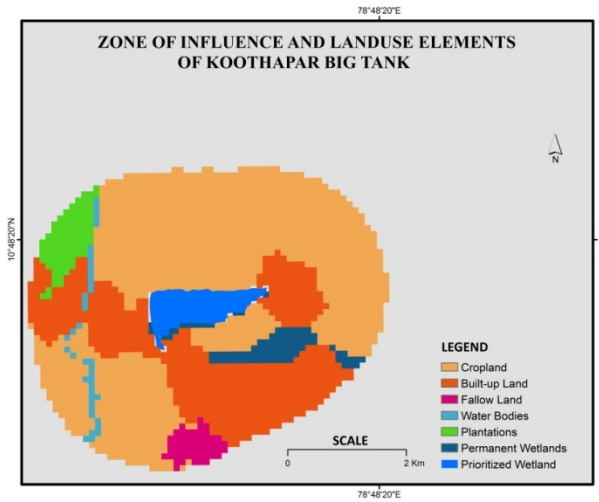 78°48'20"E
ZONE OF INFLUENCE AND LANDUSE ELEMENTS
OF KOOTHAPAR BIG TANK
N
10°48'20"N
LEGEND
Cropland
Built-up Land
Fallow Land
Water Bodies
Plantations
Permanent Wetlands
Prioritized Wetland
SCALE
0 2 Km
78°48'20"E